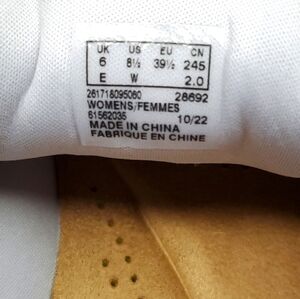 UK US EU CN
6 8½ 39½ 245
E W 2.0
261718095060 28692
WOMENS/FEMMES
61562035 10/22
MADE IN CHINA
FABRIQUE EN CHINE